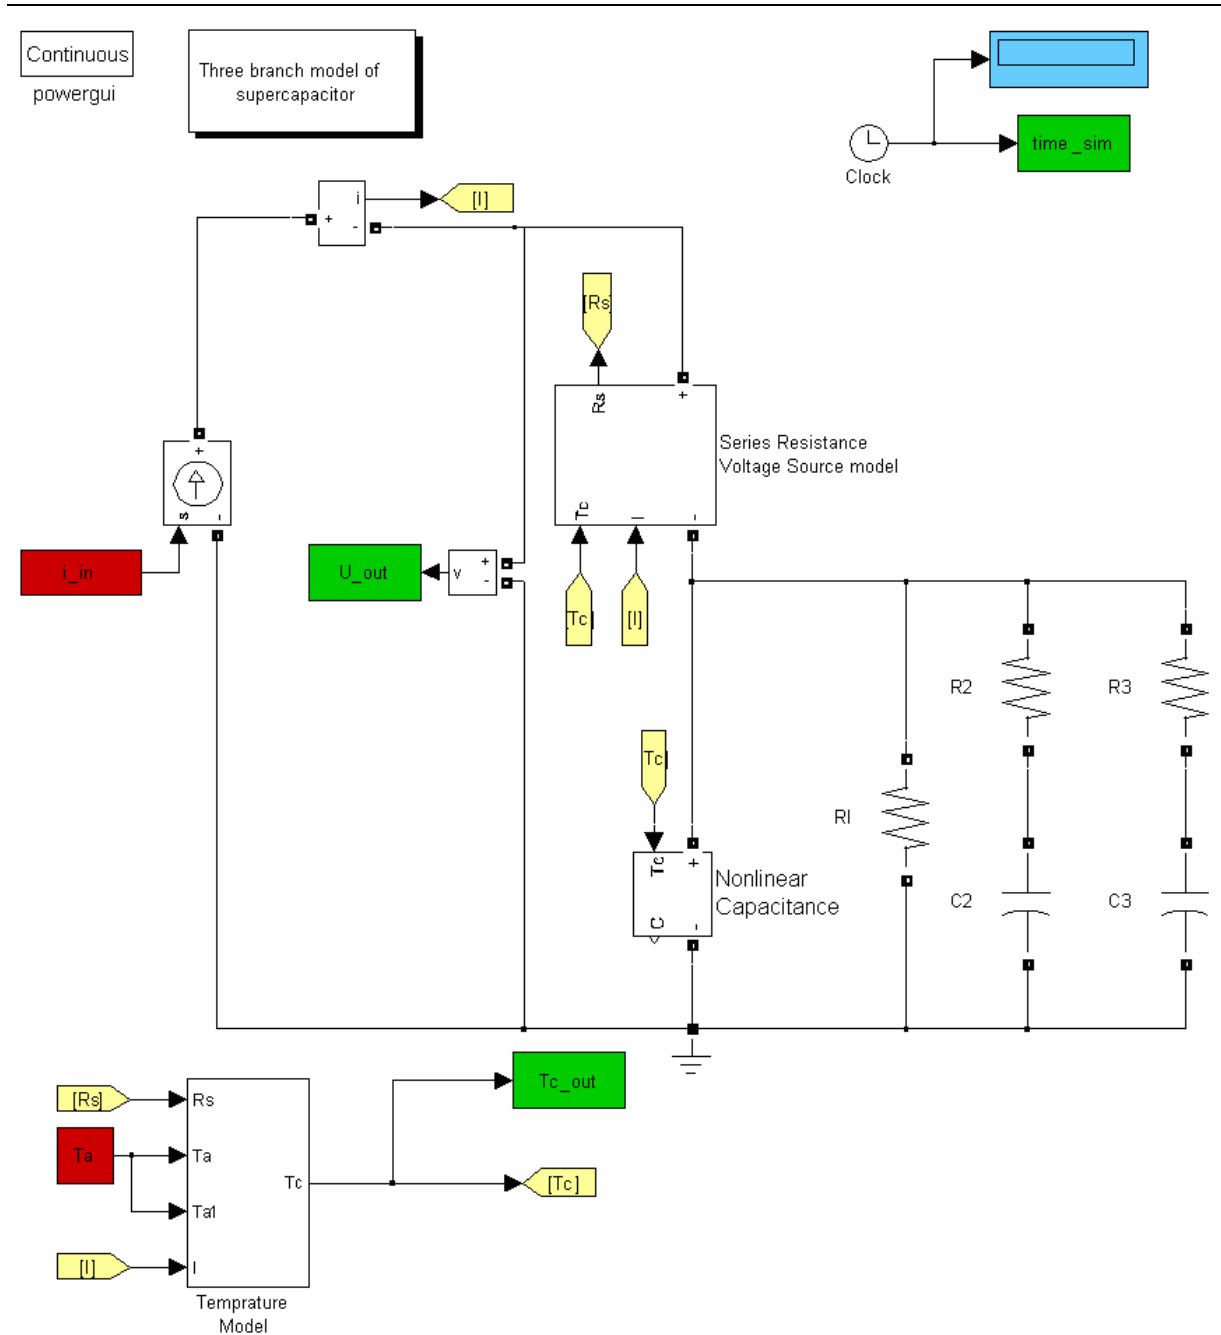 Continuous
powergui
Three branch model of
supercapacitor
time_sim
Clock
i
+
-
[I]
[Rs]
Rs
+
Series Resistance
Voltage Source model
Tc
I
-
+
s
-
i_in
U_out
v
+
-
Tc
[I]
R2
R3
Tc
Rl
Tc
+
Nonlinear
Capacitance
C
-
C2
C3
[Rs]
Rs
Ta
Ta
Ta1
[I]
I
Tc
Tc_out
[Tc]
Temprature
Model